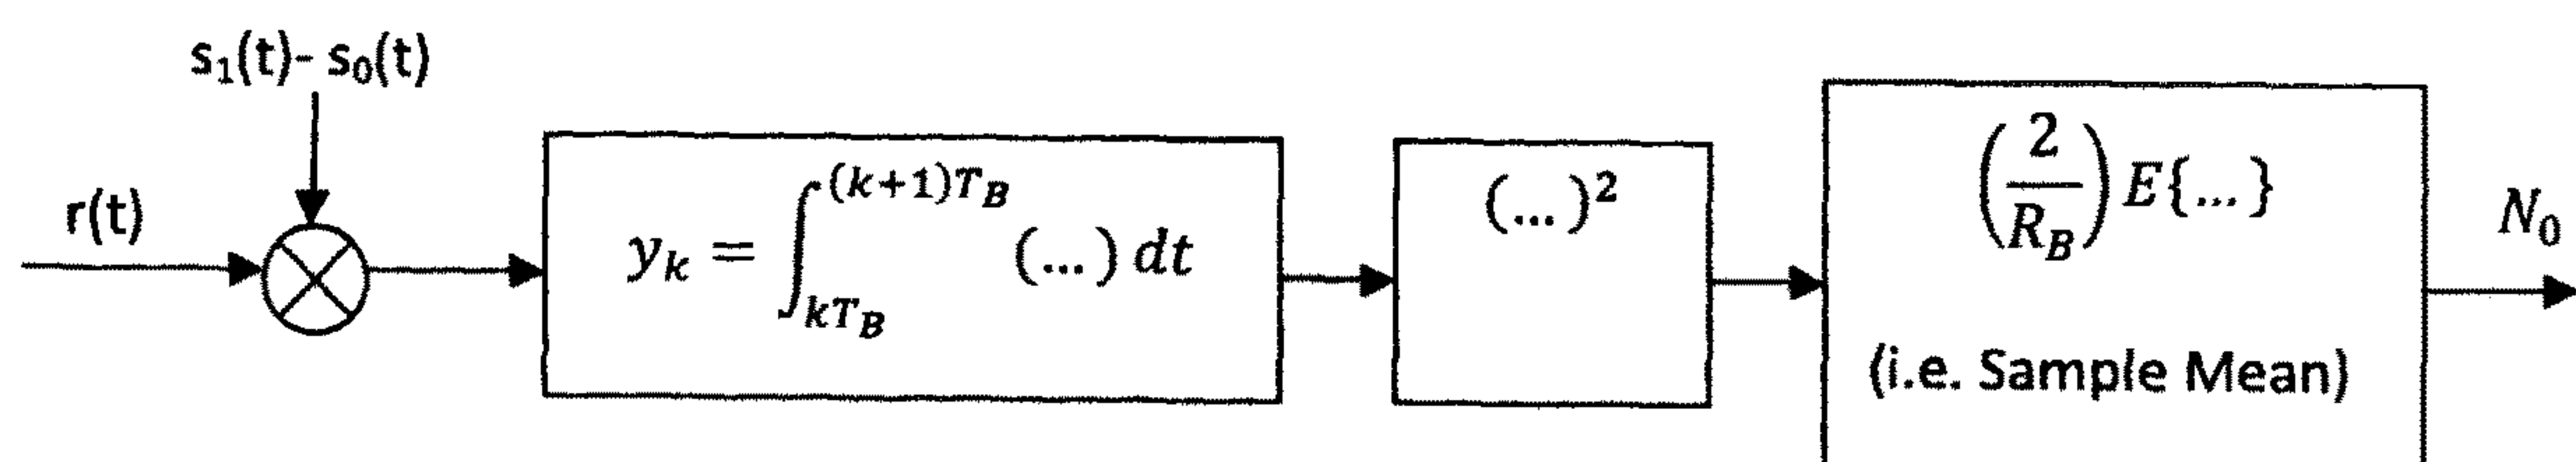 s₁(t)- s₀(t)
r(t)
y_k = ∫_{kT_B}^{(k+1)T_B} (...) dt
(...)²
(2/R_B) E{...}
(i.e. Sample Mean)
N₀